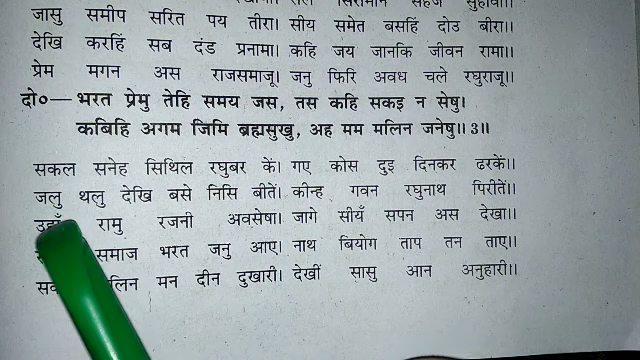 जासु समीप सरित पय तीरा। सीय समेत बसहिं दोउ बीरा।।
देखि करहिं सब दंड प्रनामा। कहि जय जानकि जीवन रामा।।
प्रेम मगन अस राजसमाजू। जनु फिरि अवध चले रघुराजू।।
दो०— भरत प्रेमु तेहि समय जस, तस कहि सकइ न सेषु।
कबिहि अगम जिमि ब्रह्मसुखु, अह मम मलिन जनेषु।। 3।।
सकल सनेह सिथिल रघुबर कें। गए कोस दुइ दिनकर ढरकें।।
जलु थलु देखि बसे निसि बीतें। कीन्ह गवन रघुनाथ पिरीतें।।
उहाँ रामु रजनी अवसेषा। जागे सीयँ सपन अस देखा।।
समाज भरत जनु आए। नाथ बियोग ताप तन ताए।।
मन दीन दुखारी। देखीं सासु आन अनुहारी।।